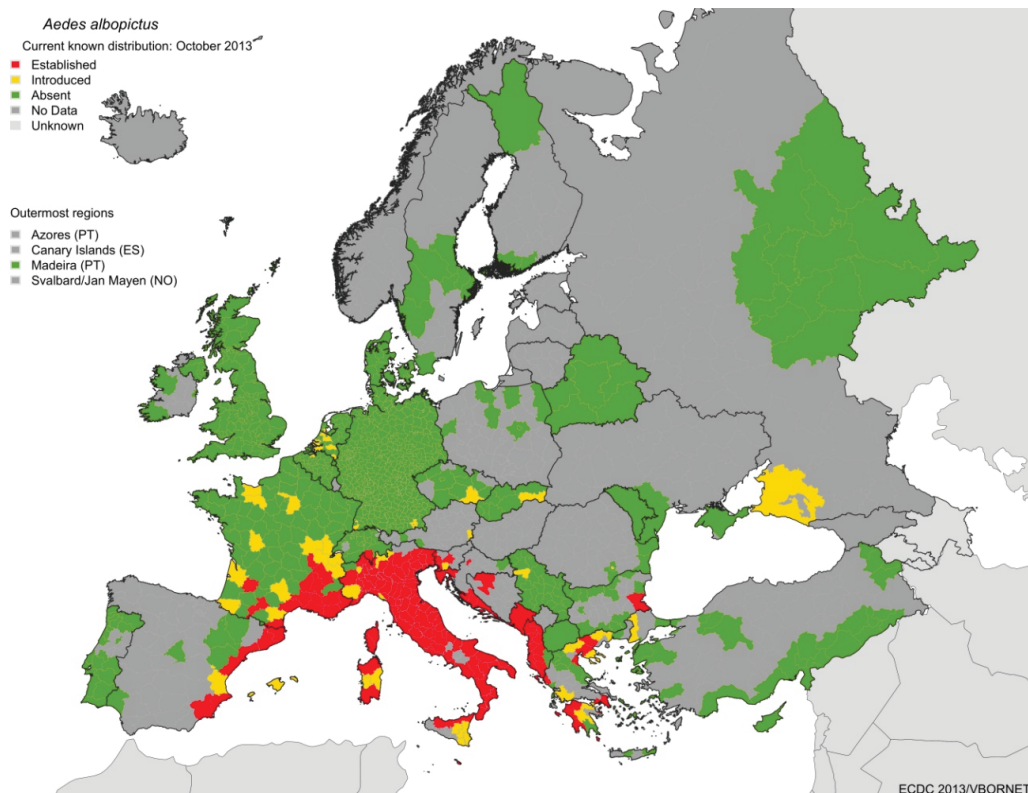 Aedes albopictus
Current known distribution: October 2013
Established
Introduced
Absent
No Data
Unknown
Outermost regions
Azores (PT)
Canary Islands (ES)
Madeira (PT)
Svalbard/Jan Mayen (NO)
ECDC 2013/VBORNET